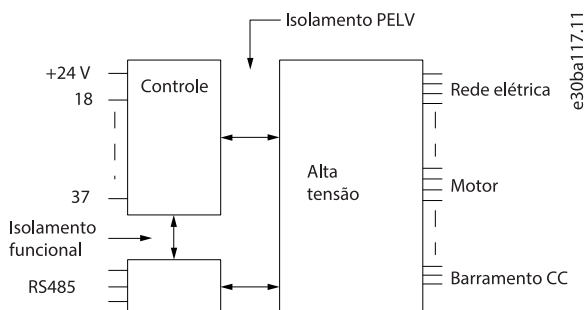 Isolamento PELV
e30ba117.11
+24 V
Controle
18
Rede elétrica
Alta
tensão
37
Motor
Isolamento
funcional
RS485
Barramento CC